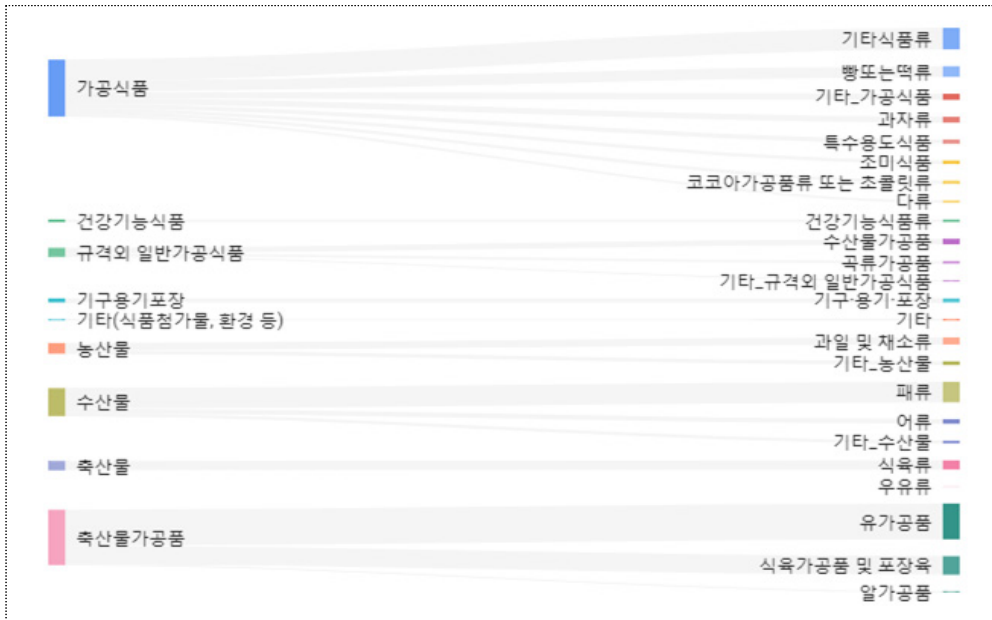 가공식품
건강기능식품
규격외 일반가공식품
기구용기포장
기타(식품첨가물, 환경 등)
농산물
수산물
축산물
축산물가공품
기타식품류
빵또는떡류
기타_가공식품
과자류
특수용도식품
조미식품
코코아가공품류 또는 초콜릿류
다류
건강기능식품류
수산물가공품
곡류가공품
기타_규격외 일반가공식품
기구·용기·포장
기타
과일 및 채소류
기타_농산물
패류
어류
기타_수산물
식육류
우유류
유가공품
식육가공품 및 포장육
알가공품